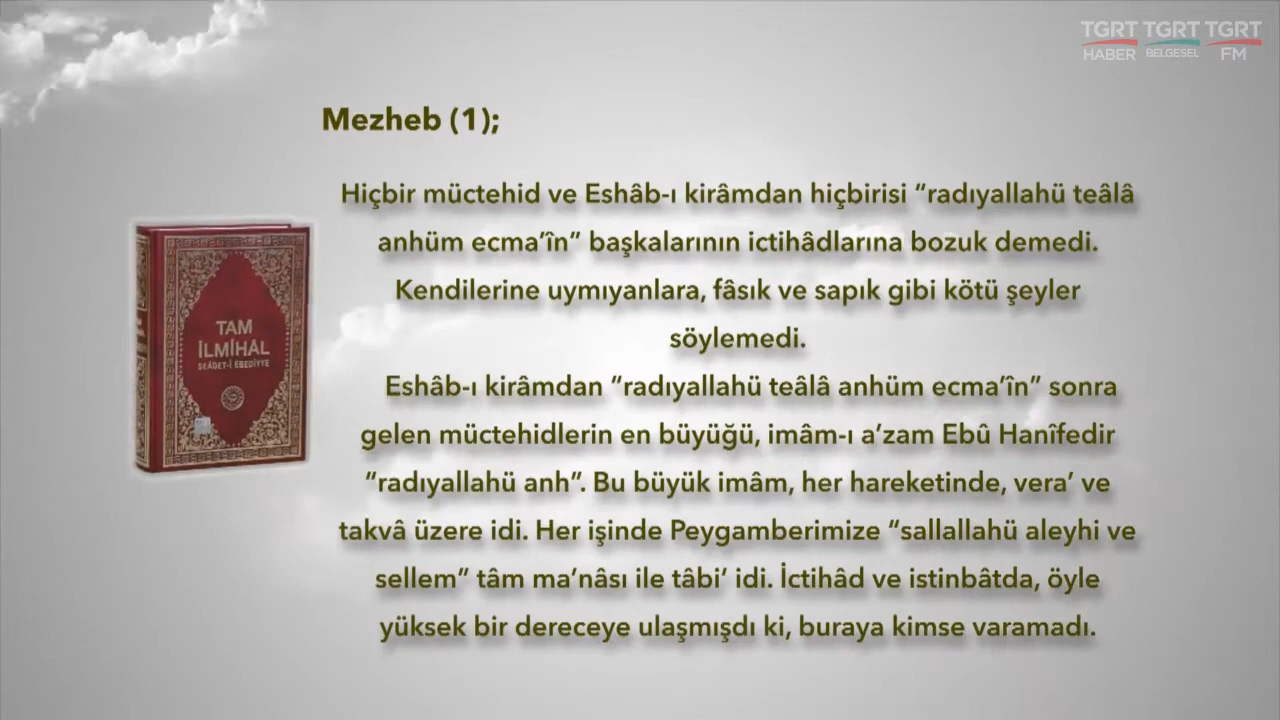 TGRT TGRT TGRT
HABER BELGESEL FM
Mezheb (1);
Hiçbir müctehid ve Eshâb-ı kirâmdan hiçbirisi “radıyallahü teâlâ
anhüm ecma’în” başkalarının ictihâdlarına bozuk demedi.
Kendilerine uymıyanlara, fâsık ve sapık gibi kötü şeyler
söylemedi.
Eshâb-ı kirâmdan “radıyallahü teâlâ anhüm ecma’în” sonra
gelen müctehidlerin en büyüğü, imâm-ı a’zam Ebû Hanîfedir
“radıyallahü anh”. Bu büyük imâm, her hareketinde, vera’ ve
takvâ üzere idi. Her işinde Peygamberimize “sallallahü aleyhi ve
sellem” tâm ma’nâsı ile tâbi’ idi. İctihâd ve istinbâtda, öyle
yüksek bir dereceye ulaşmışdı ki, buraya kimse varamadı.
TAM
İLMİHÂL
SEÂDET-İ EBEDİYYE